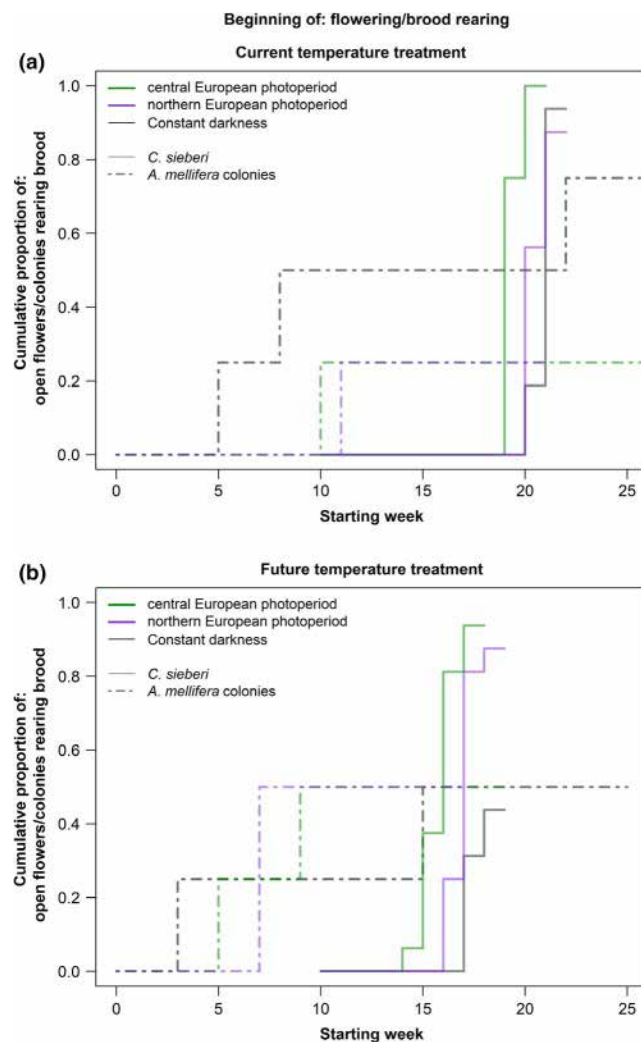 Beginning of: flowering/brood rearing
(a)
Current temperature treatment
central European photoperiod
northern European photoperiod
Constant darkness
C. sieberi
A. mellifera colonies
Cumulative proportion of:
open flowers/colonies rearing brood
1.0
0.8
0.6
0.4
0.2
0.0
0 5 10 15 20 25
Starting week
(b)
Future temperature treatment
central European photoperiod
northern European photoperiod
Constant darkness
C. sieberi
A. mellifera colonies
Cumulative proportion of:
open flowers/colonies rearing brood
1.0
0.8
0.6
0.4
0.2
0.0
0 5 10 15 20 25
Starting week